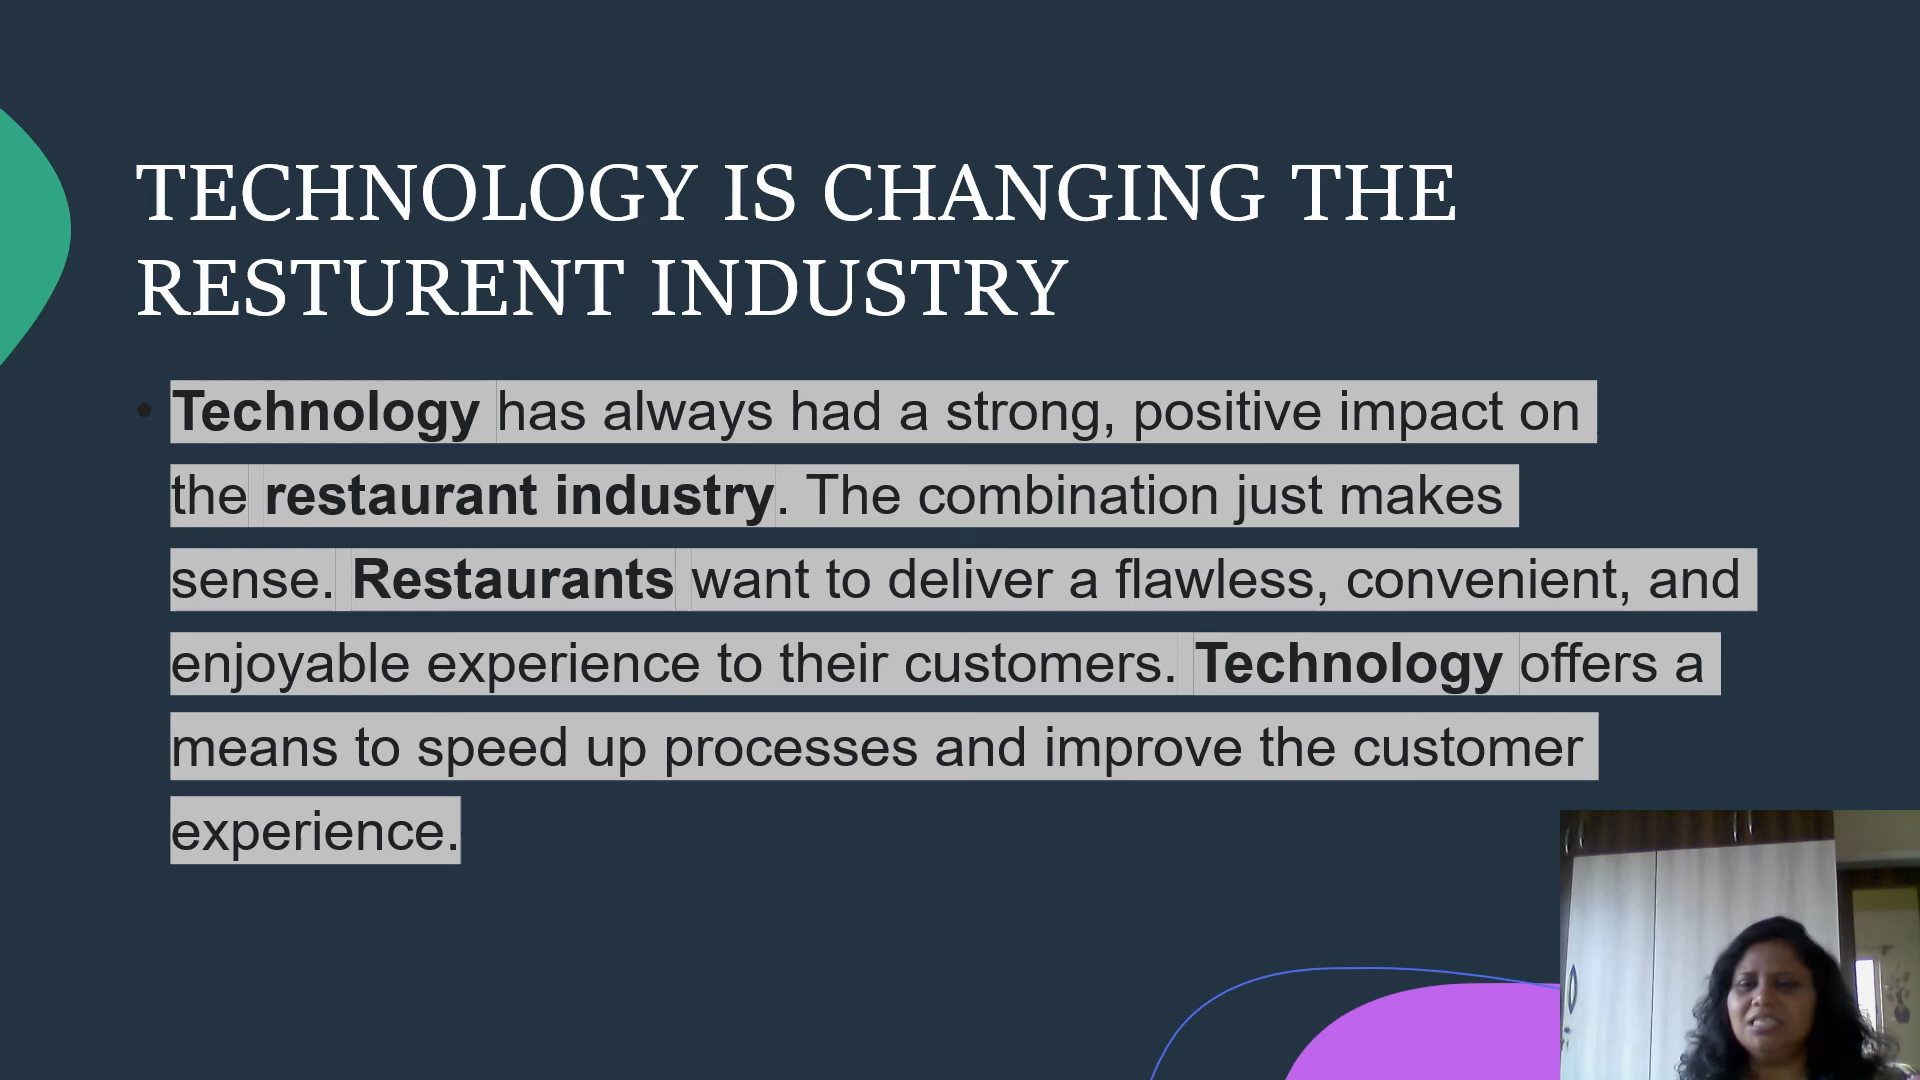 TECHNOLOGY IS CHANGING THE
RESTURENT INDUSTRY
• Technology has always had a strong, positive impact on
the restaurant industry. The combination just makes
sense. Restaurants want to deliver a flawless, convenient, and
enjoyable experience to their customers. Technology offers a
means to speed up processes and improve the customer
experience.